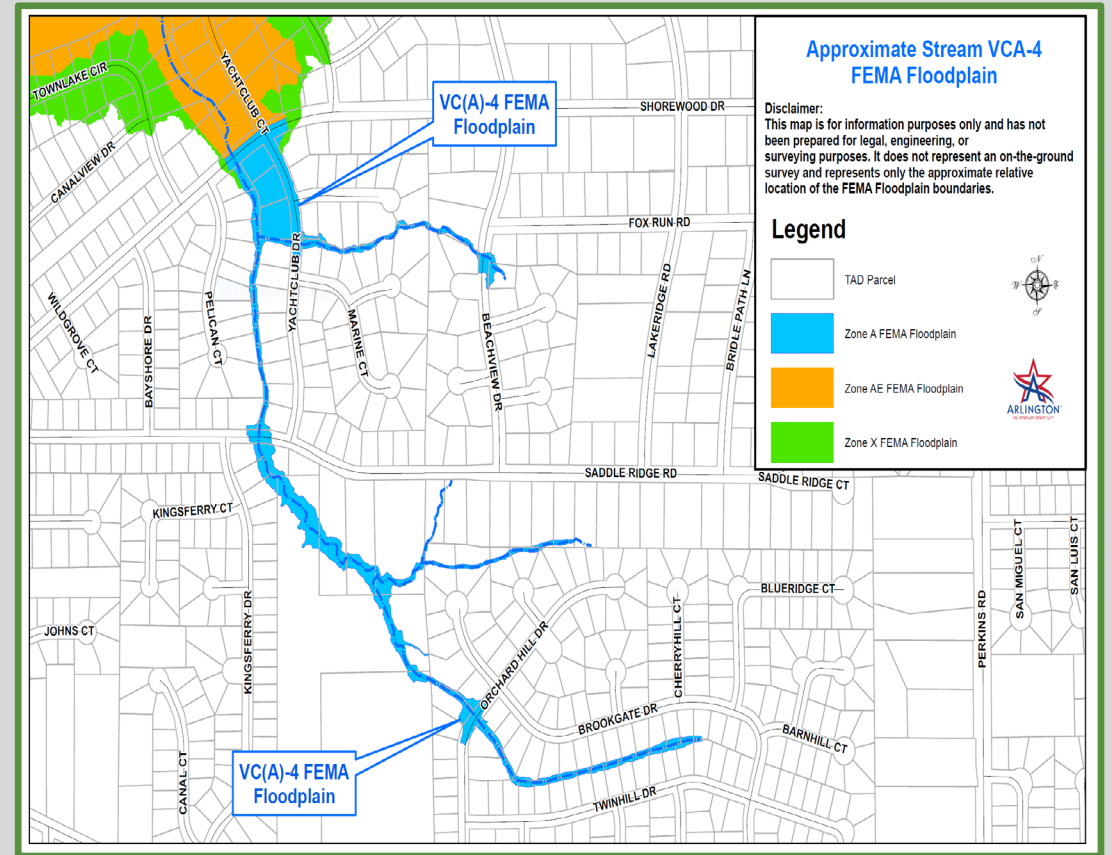 Approximate Stream VCA-4
FEMA Floodplain
Disclaimer:
This map is for information purposes only and has not
been prepared for legal, engineering, or
surveying purposes. It does not represent an on-the-ground
survey and represents only the approximate relative
location of the FEMA Floodplain boundaries.
Legend
TAD Parcel
Zone A FEMA Floodplain
Zone AE FEMA Floodplain
Zone X FEMA Floodplain
N
W
E
S
ARLINGTON
THE AMERICAN DREAM CITY
TOWNLAKE CIR
YACHTCLUB CT
VC(A)-4 FEMA
Floodplain
SHOREWOOD DR
CANALVIEW DR
FOX RUN RD
YACHTCLUB DR
WILDGROVE CT
BAYSHORE DR
PELICAN CT
MARINE CT
BEACHVIEW DR
LAKERIDGE RD
BRIDLE PATH LN
SADDLE RIDGE RD
SADDLE RIDGE CT
KINGSFERRY CT
SAN MIGUEL CT
SAN LUIS CT
BLUERIDGE CT
JOHNS CT
KINGSFERRY DR
ORCHARD HILL DR
CHERRYHILL CT
PERKINS RD
BROOKGATE DR
BARNHILL CT
VC(A)-4 FEMA
Floodplain
CANAL CT
TWINHILL DR